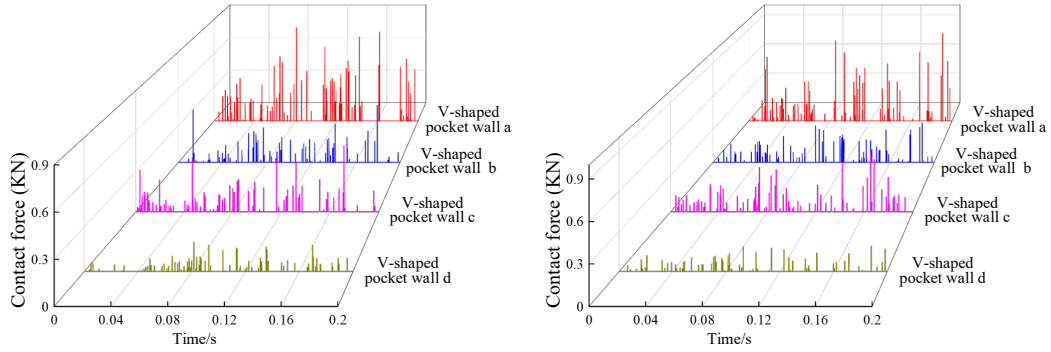 V-shaped
pocket wall a
V-shaped
pocket wall b
V-shaped
pocket wall c
V-shaped
pocket wall d
Contact force (KN)
0.9
0.6
0.3
0
0
0.04
0.08
0.12
0.16
0.2
Time/s
V-shaped
pocket wall a
V-shaped
pocket wall b
V-shaped
pocket wall c
V-shaped
pocket wall d
Contact force (KN)
0.9
0.6
0.3
0
0
0.04
0.08
0.12
0.16
0.2
Time/s